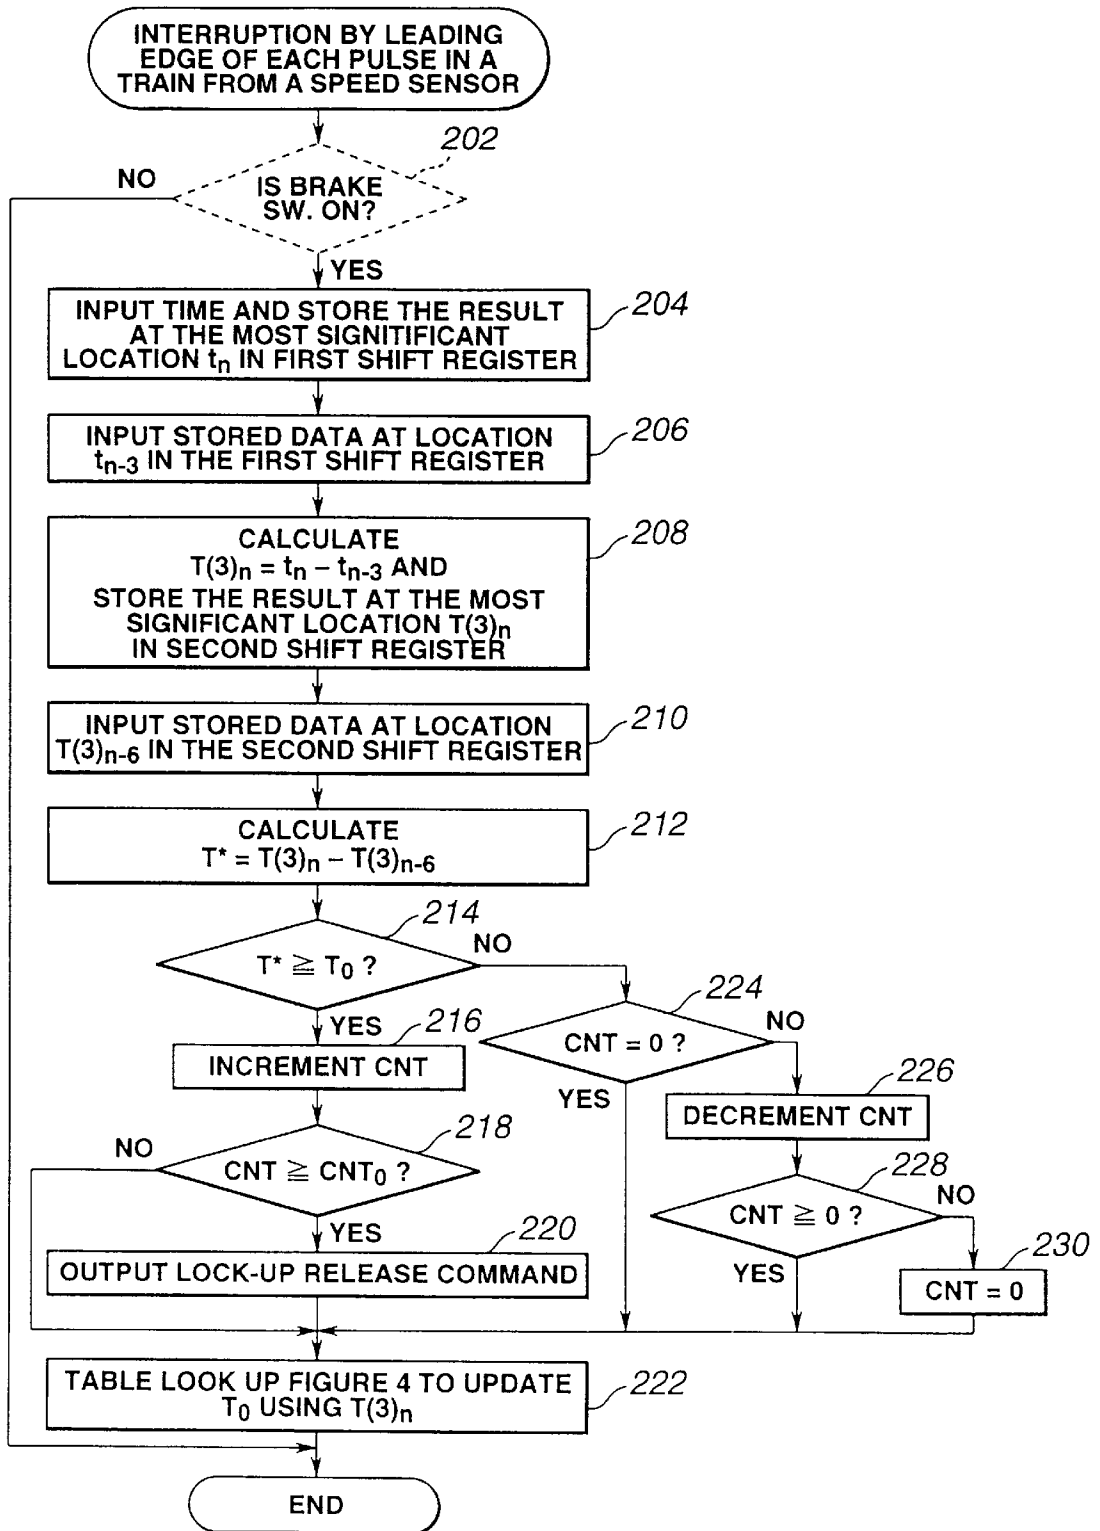 INTERRUPTION BY LEADING
EDGE OF EACH PULSE IN A
TRAIN FROM A SPEED SENSOR
202
NO
IS BRAKE
SW. ON?
YES
INPUT TIME AND STORE THE RESULT
AT THE MOST SIGNITIFICANT
LOCATION tn IN FIRST SHIFT REGISTER
204
INPUT STORED DATA AT LOCATION
tn-3 IN THE FIRST SHIFT REGISTER
206
CALCULATE
T(3)n = tn – tn-3 AND
STORE THE RESULT AT THE MOST
SIGNIFICANT LOCATION T(3)n
IN SECOND SHIFT REGISTER
208
INPUT STORED DATA AT LOCATION
T(3)n-6 IN THE SECOND SHIFT REGISTER
210
CALCULATE
T* = T(3)n – T(3)n-6
212
214
T* ≧ T0 ?
NO
YES
216
INCREMENT CNT
224
CNT = 0 ?
NO
YES
226
DECREMENT CNT
218
NO
CNT ≧ CNT0 ?
YES
228
CNT ≧ 0 ?
NO
YES
220
OUTPUT LOCK-UP RELEASE COMMAND
230
CNT = 0
TABLE LOOK UP FIGURE 4 TO UPDATE
T0 USING T(3)n
222
END